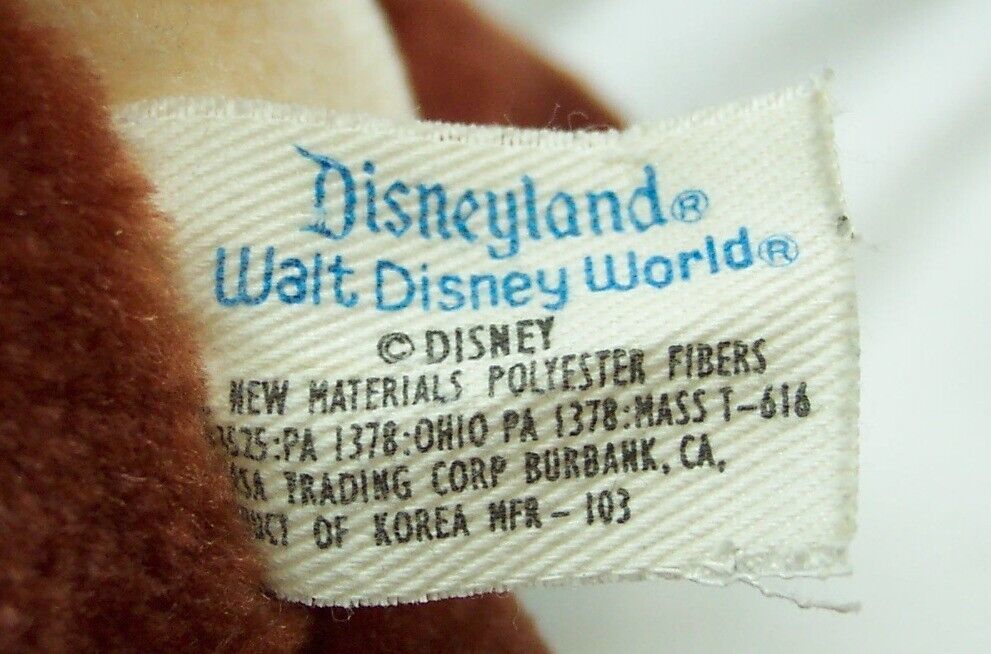 Disneyland®
Walt Disney World®
© DISNEY
NEW MATERIALS POLYESTER FIBERS
PA 1378:OHIO PA 1378:MASS T-616
TRADING CORP BURBANK, CA,
OF KOREA MFR - 103